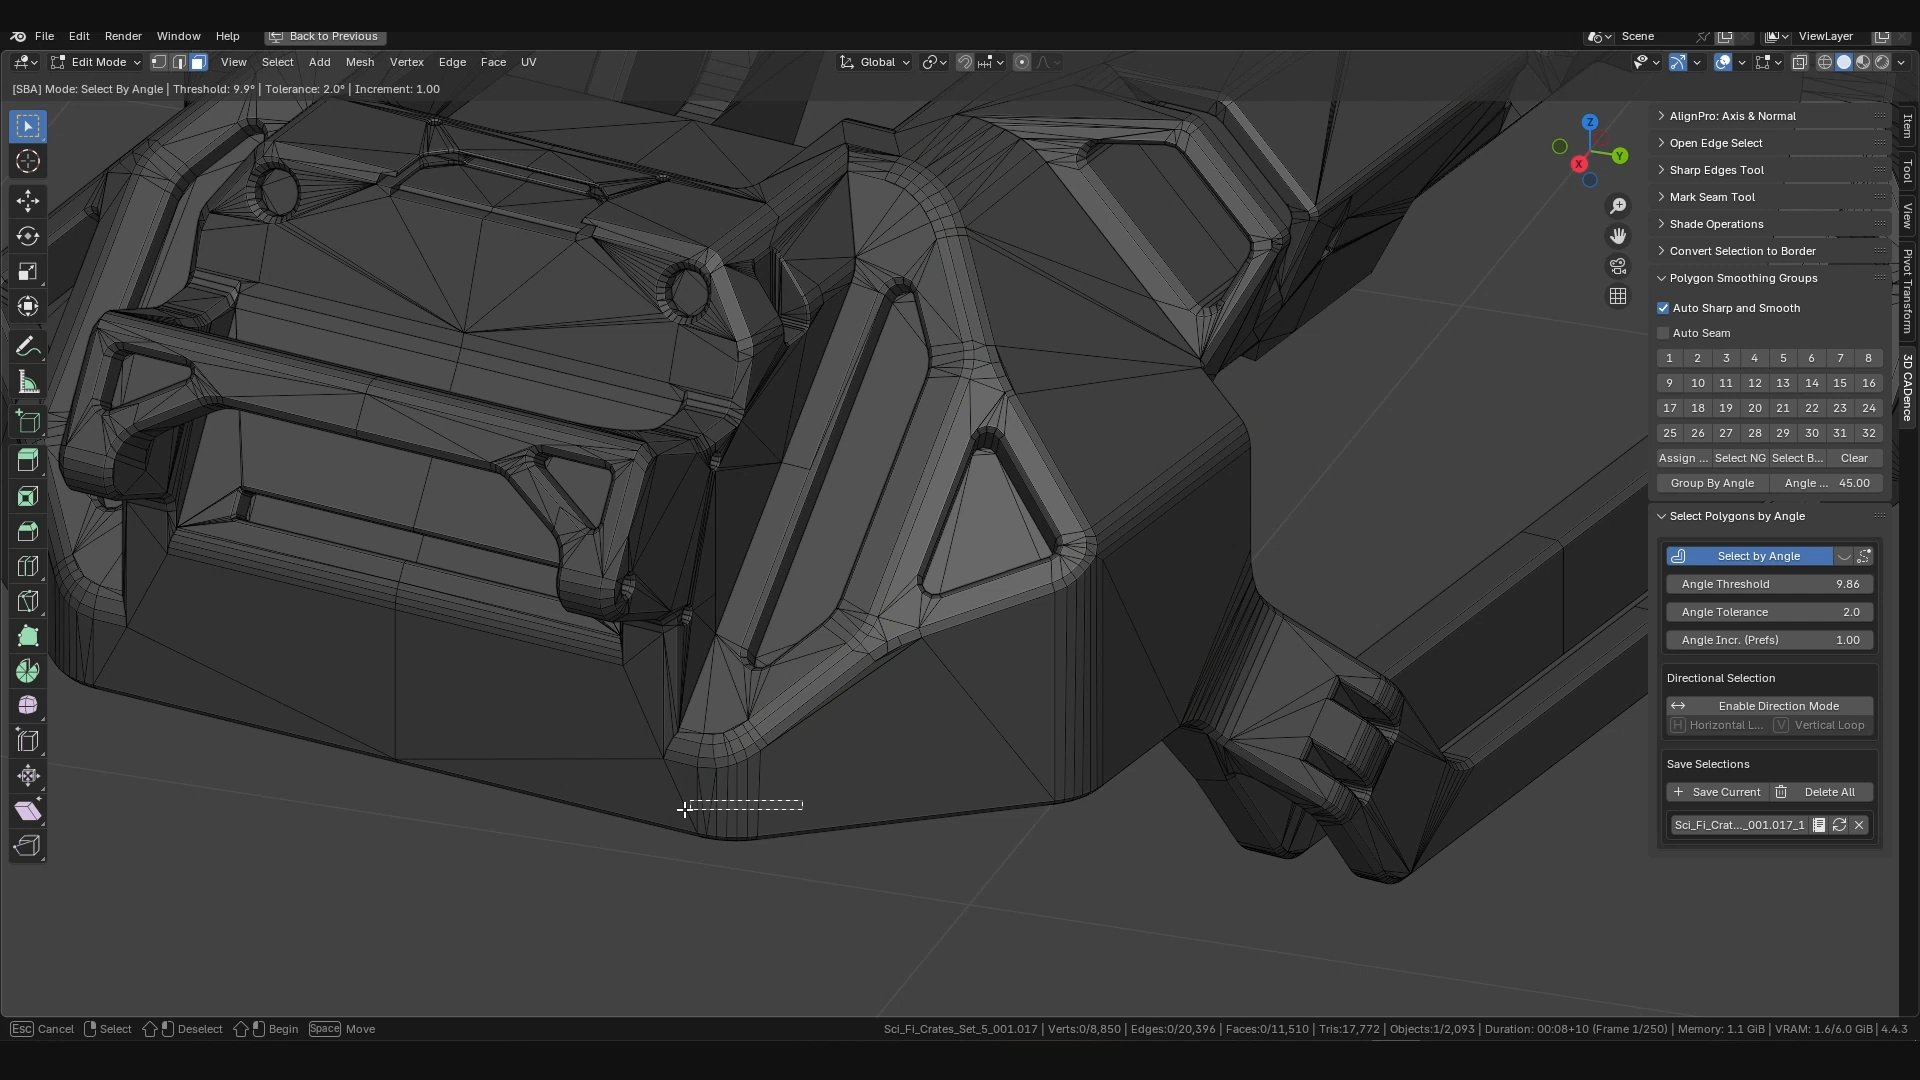 File Edit Render Window Help Back to Previous Scene ViewLayer
Edit Mode View Select Add Mesh Vertex Edge Face UV Global
[SBA] Mode: Select By Angle | Threshold: 9.9° | Tolerance: 2.0° | Increment: 1.00
AlignPro: Axis & Normal
Open Edge Select
Sharp Edges Tool
Mark Seam Tool
Shade Operations
Convert Selection to Border
Polygon Smoothing Groups
Auto Sharp and Smooth
Auto Seam
1 2 3 4 5 6 7 8
9 10 11 12 13 14 15 16
17 18 19 20 21 22 23 24
25 26 27 28 29 30 31 32
Assign ... Select NG Select B... Clear
Group By Angle Angle ... 45.00
Select Polygons by Angle
Select by Angle
Angle Threshold 9.86
Angle Tolerance 2.0
Angle Incr. (Prefs) 1.00
Directional Selection
Enable Direction Mode
H Horizontal L... V Vertical Loop
Save Selections
Save Current Delete All
Sci_Fi_Crat..._001.017_1
Item
Tool
View
Pivot Transform
3D CADence
Z
Y
X
Esc Cancel Select Deselect Begin Space Move
Sci_Fi_Crates_Set_5_001.017 | Verts:0/8,850 | Edges:0/20,396 | Faces:0/11,510 | Tris:17,772 | Objects:1/2,093 | Duration: 00:08+10 (Frame 1/250) | Memory: 1.1 GiB | VRAM: 1.6/6.0 GiB | 4.4.3